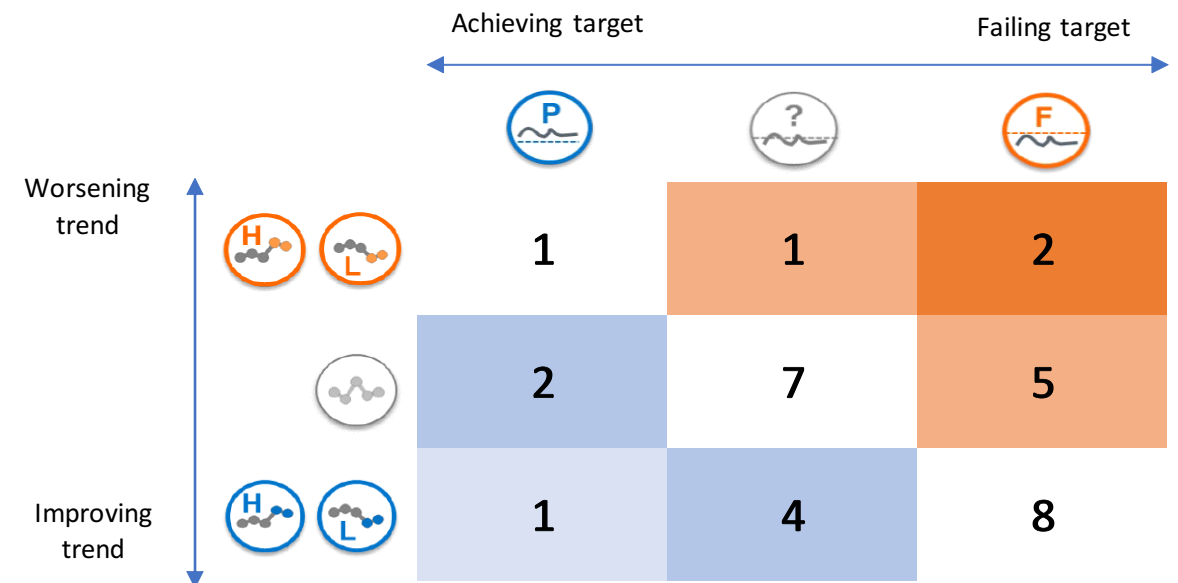 Achieving target
Failing target
P
?
F
Worsening
trend
H
L
1
1
2
2
7
5
Improving
trend
H
L
1
4
8